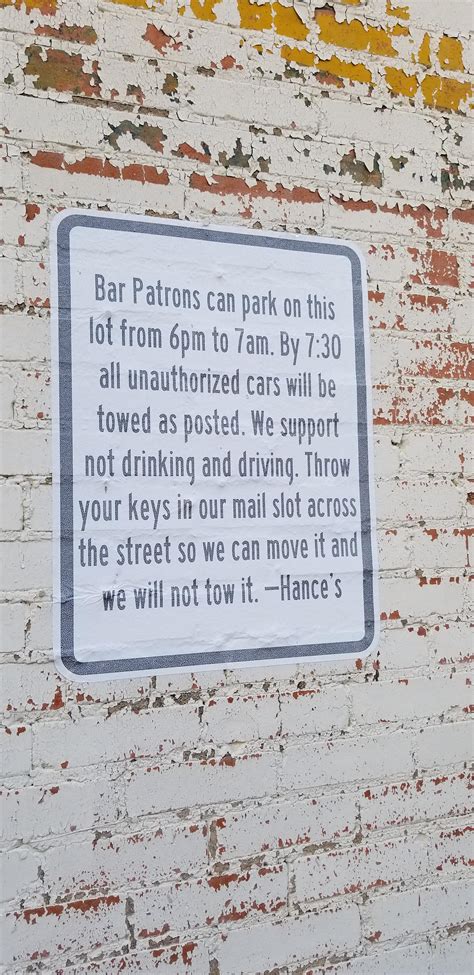 Bar Patrons can park on this
lot from 6pm to 7am. By 7:30
all unauthorized cars will be
towed as posted. We support
not drinking and driving. Throw
your keys in our mail slot across
the street so we can move it and
we will not tow it. –Hance's